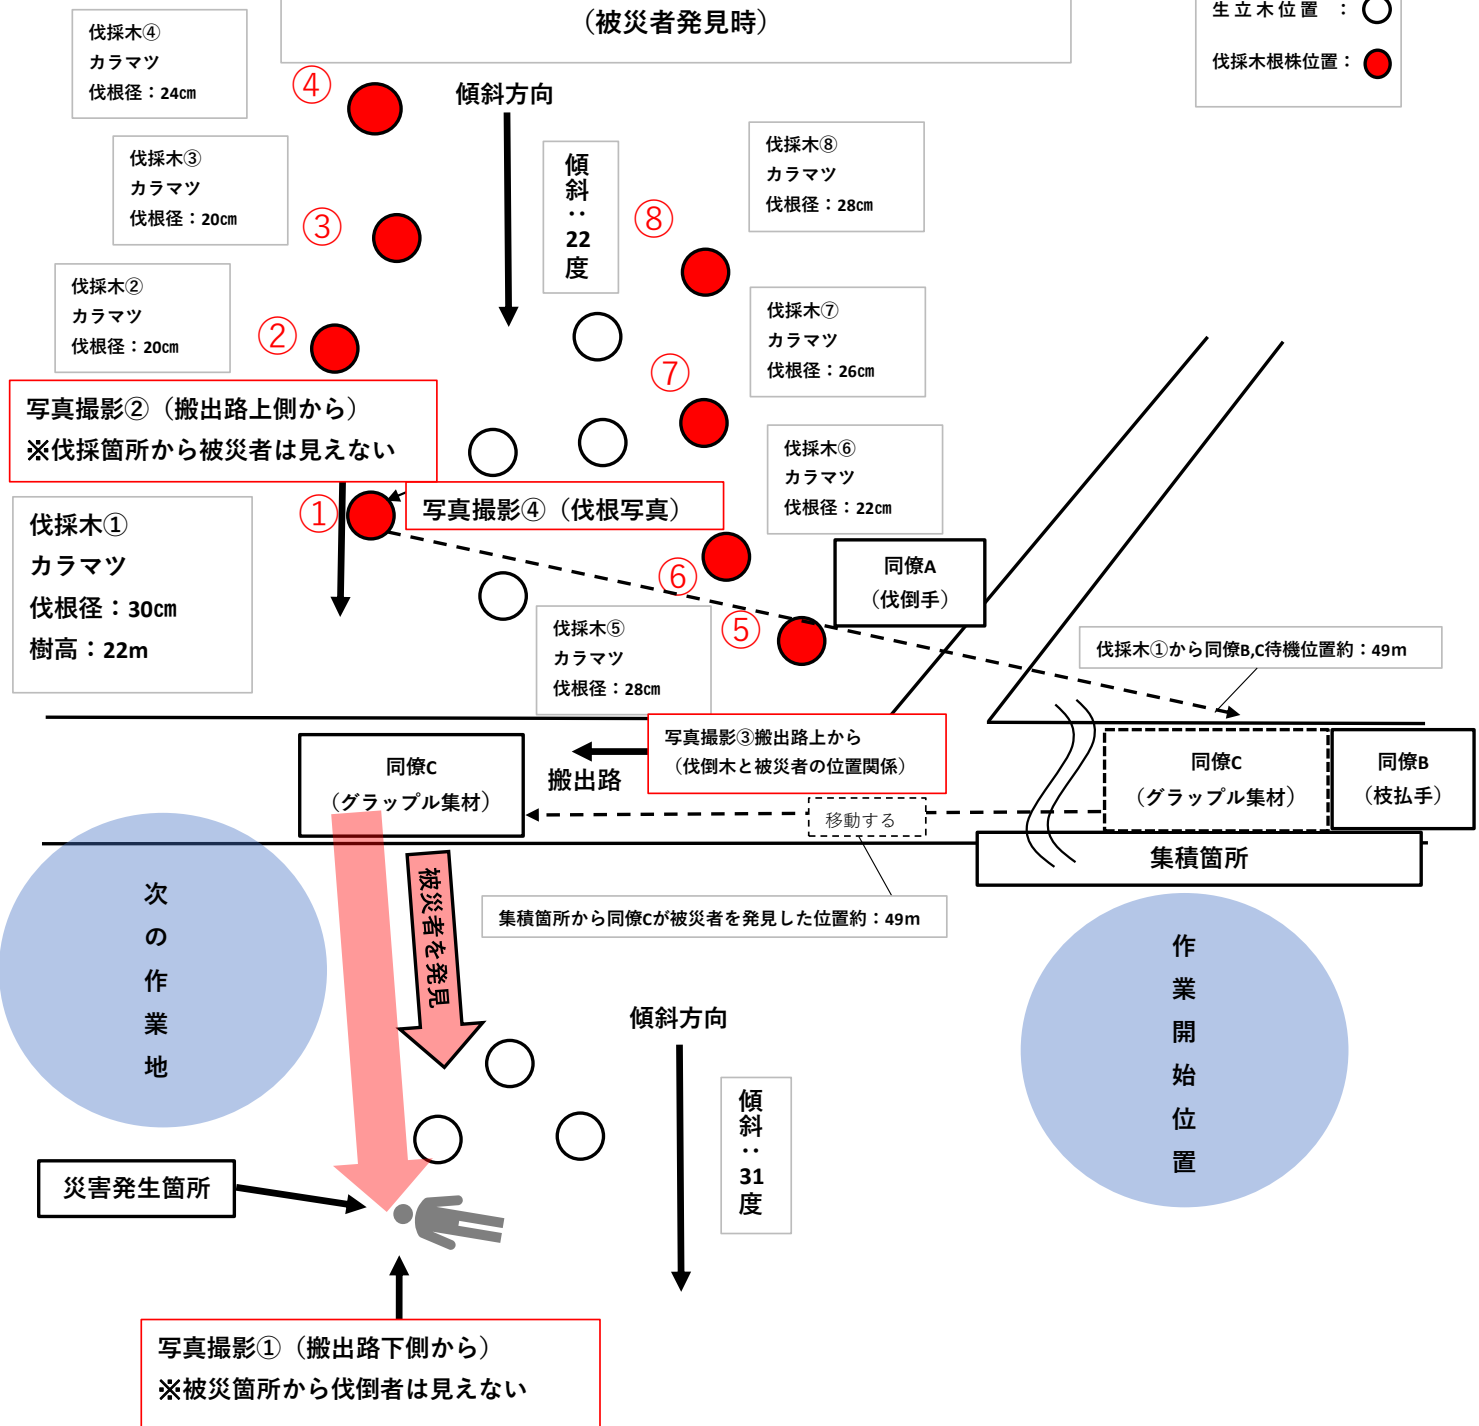 （被災者発見時）
生立木位置 ：
伐採木根株位置：
伐採木④
カラマツ
伐根径：24㎝
④
傾斜方向
伐採木③
カラマツ
伐根径：20㎝
③
傾斜：22度
⑧
伐採木⑧
カラマツ
伐根径：28㎝
伐採木②
カラマツ
伐根径：20㎝
②
⑦
伐採木⑦
カラマツ
伐根径：26㎝
写真撮影②（搬出路上側から）
※伐採箇所から被災者は見えない
伐採木⑥
カラマツ
伐根径：22㎝
①
写真撮影④（伐根写真）
伐採木①
カラマツ
伐根径：30㎝
樹高：22m
⑥
同僚A
（伐倒手）
⑤
伐採木⑤
カラマツ
伐根径：28㎝
伐採木①から同僚B,C待機位置約：49m
同僚C
（グラップル集材）
搬出路
写真撮影③搬出路上から
（伐倒木と被災者の位置関係）
移動する
同僚C
（グラップル集材）
同僚B
（枝払手）
集積箇所
次の作業地
被災者を発見
集積箇所から同僚Cが被災者を発見した位置約：49m
作業開始位置
傾斜方向
傾斜：31度
災害発生箇所
写真撮影①（搬出路下側から）
※被災箇所から伐倒者は見えない